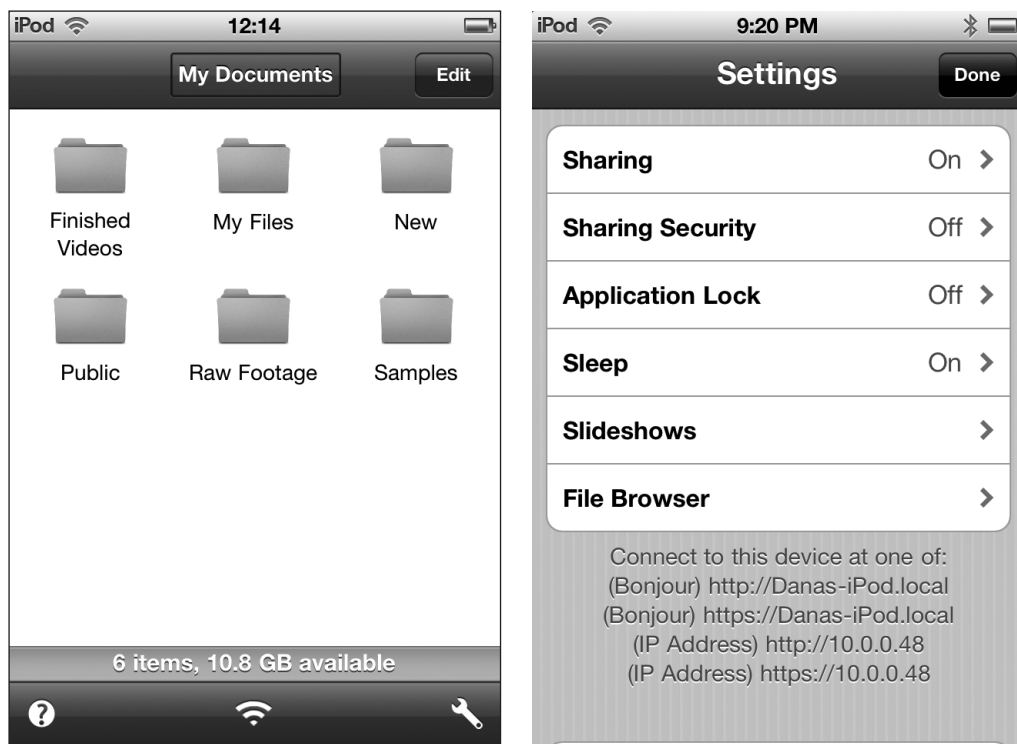 iPod 12:14
My Documents Edit
Finished
Videos
My Files
New
Public
Raw Footage
Samples
6 items, 10.8 GB available
?
iPod 9:20 PM
Settings Done
Sharing On
Sharing Security Off
Application Lock Off
Sleep On
Slideshows
File Browser
Connect to this device at one of:
(Bonjour) http://Danas-iPod.local
(Bonjour) https://Danas-iPod.local
(IP Address) http://10.0.0.48
(IP Address) https://10.0.0.48